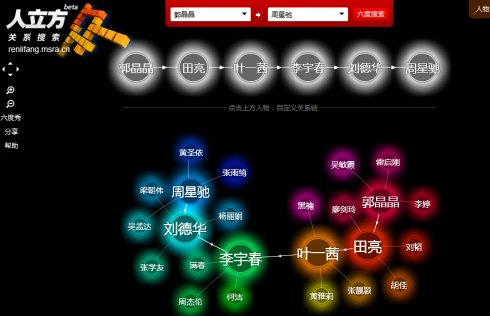 人立方 beta
关系搜索
renlifang.msra.cn
郭晶晶
周星驰
六度搜索
人物
郭晶晶 田亮 叶一茜 李宇春 刘德华 周星驰
点击上方人物，自定义关系链
六度秀
分享
帮助
黄圣依
张雨绮
梁朝伟
周星驰
吴孟达
杨丽娟
刘德华
张学友
满春
李宇春
周杰伦
何洁
吴敏霞
霍启刚
黑楠
廖剑玲
郭晶晶
李婷
叶一茜
田亮
刘韬
黄雅莉
张靓颖
胡佳